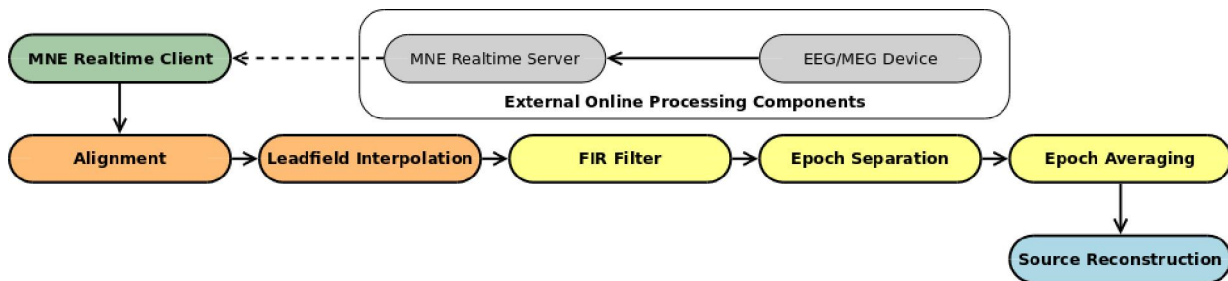 MNE Realtime Client
MNE Realtime Server
EEG/MEG Device
External Online Processing Components
Alignment
Leadfield Interpolation
FIR Filter
Epoch Separation
Epoch Averaging
Source Reconstruction